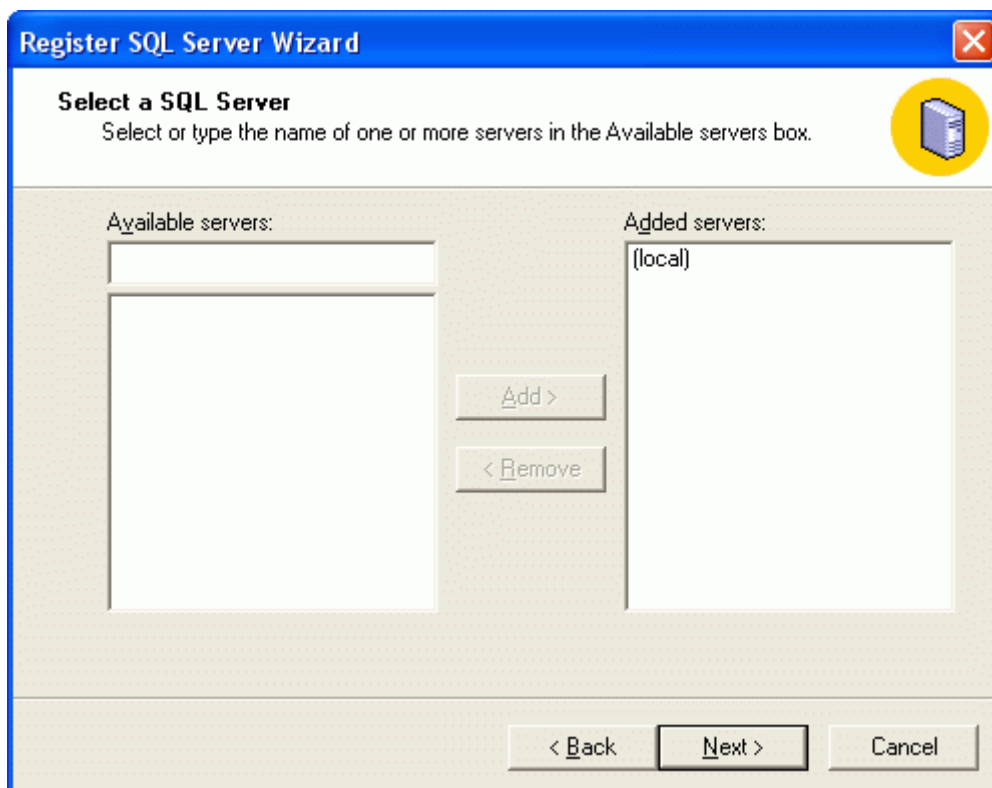 Register SQL Server Wizard
Select a SQL Server
Select or type the name of one or more servers in the Available servers box.
Available servers:
Added servers:
(local)
Add >
< Remove
< Back
Next >
Cancel